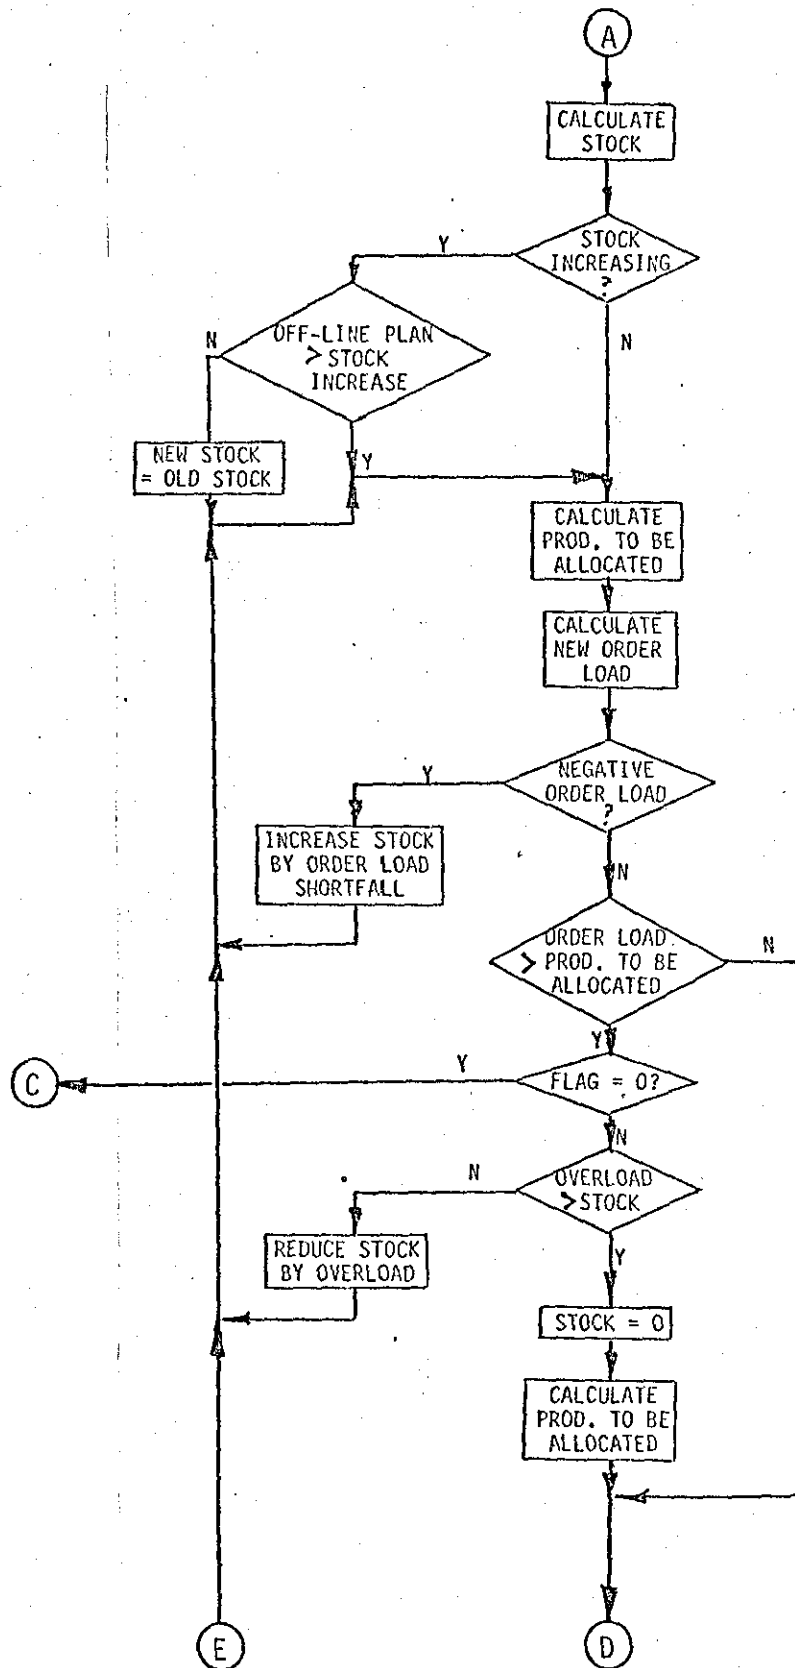 A
CALCULATE
STOCK
STOCK
INCREASING
?
Y
N
OFF-LINE PLAN
> STOCK
INCREASE
N
Y
NEW STOCK
= OLD STOCK
CALCULATE
PROD. TO BE
ALLOCATED
CALCULATE
NEW ORDER
LOAD
NEGATIVE
ORDER LOAD
?
Y
N
INCREASE STOCK
BY ORDER LOAD
SHORTFALL
ORDER LOAD
> PROD. TO BE
ALLOCATED
N
Y
FLAG = 0?
Y
C
N
OVERLOAD
> STOCK
N
Y
REDUCE STOCK
BY OVERLOAD
STOCK = 0
CALCULATE
PROD. TO BE
ALLOCATED
E
D